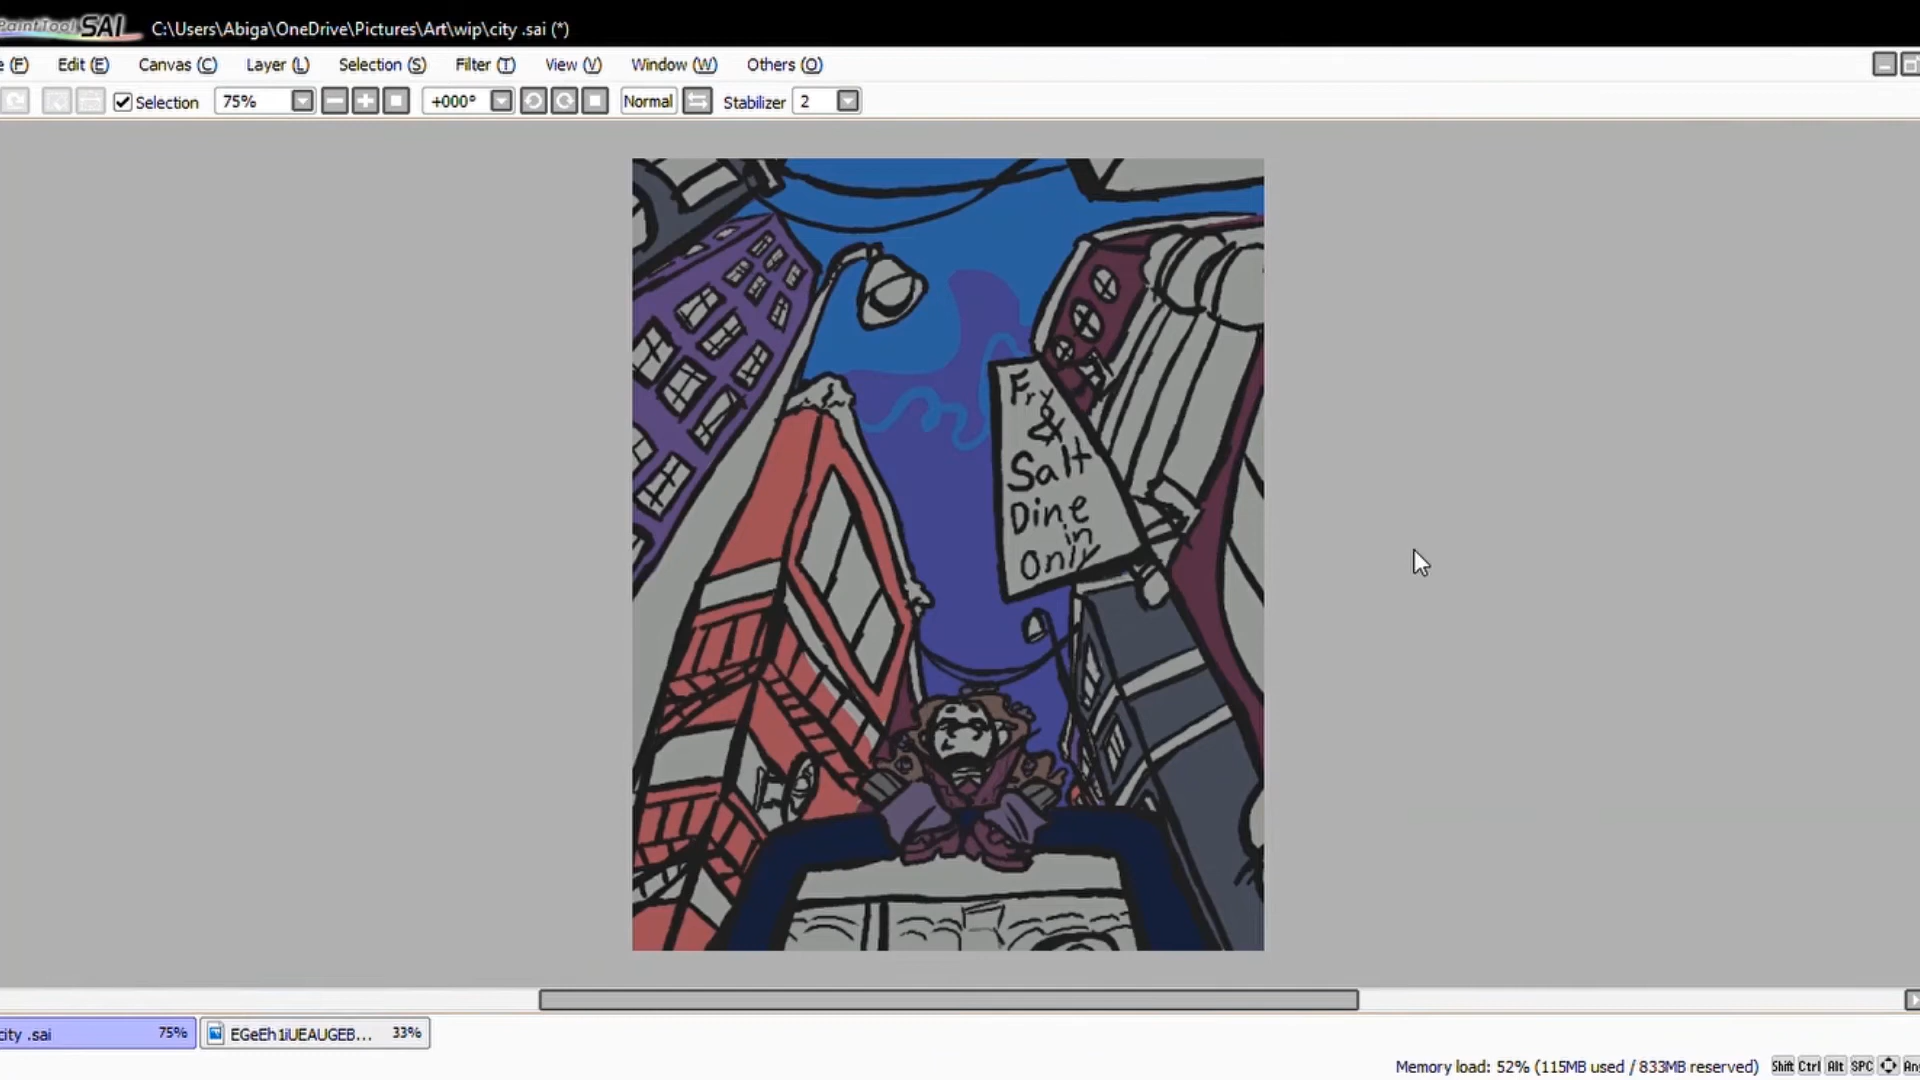 PaintTool SAI C:\Users\Abiga\OneDrive\Pictures\Art\wip\city .sai (*)
(F) Edit (E) Canvas (C) Layer (L) Selection (S) Filter (T) View (V) Window (W) Others (O)
Selection 75% +000° Normal Stabilizer 2
Fry
&
Salt
Dine
in
Only
city .sai 75% EGeEh1iUEAUGEB... 33%
Memory load: 52% (115MB used / 833MB reserved) Shift Ctrl Alt SPC